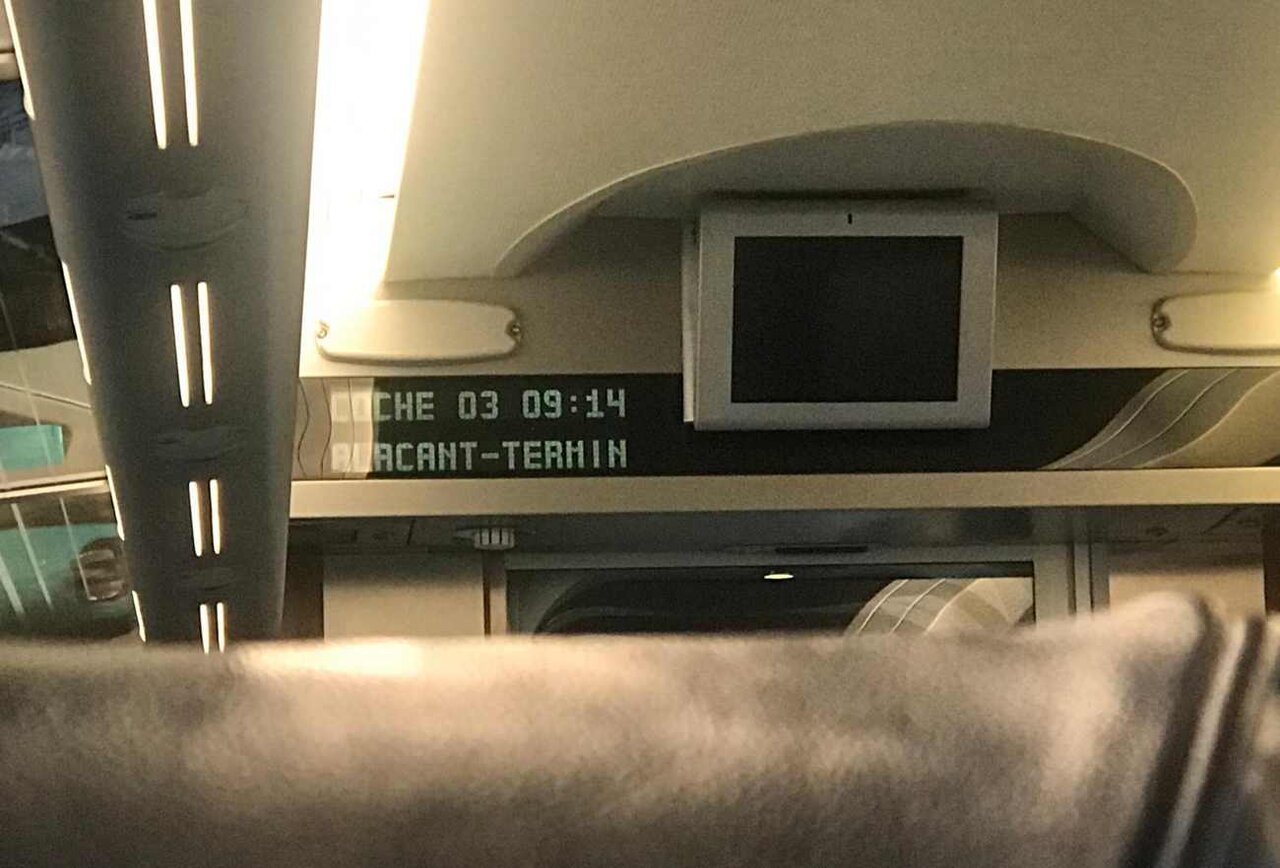 COCHE 03 09:14
ALACANT-TERMIN